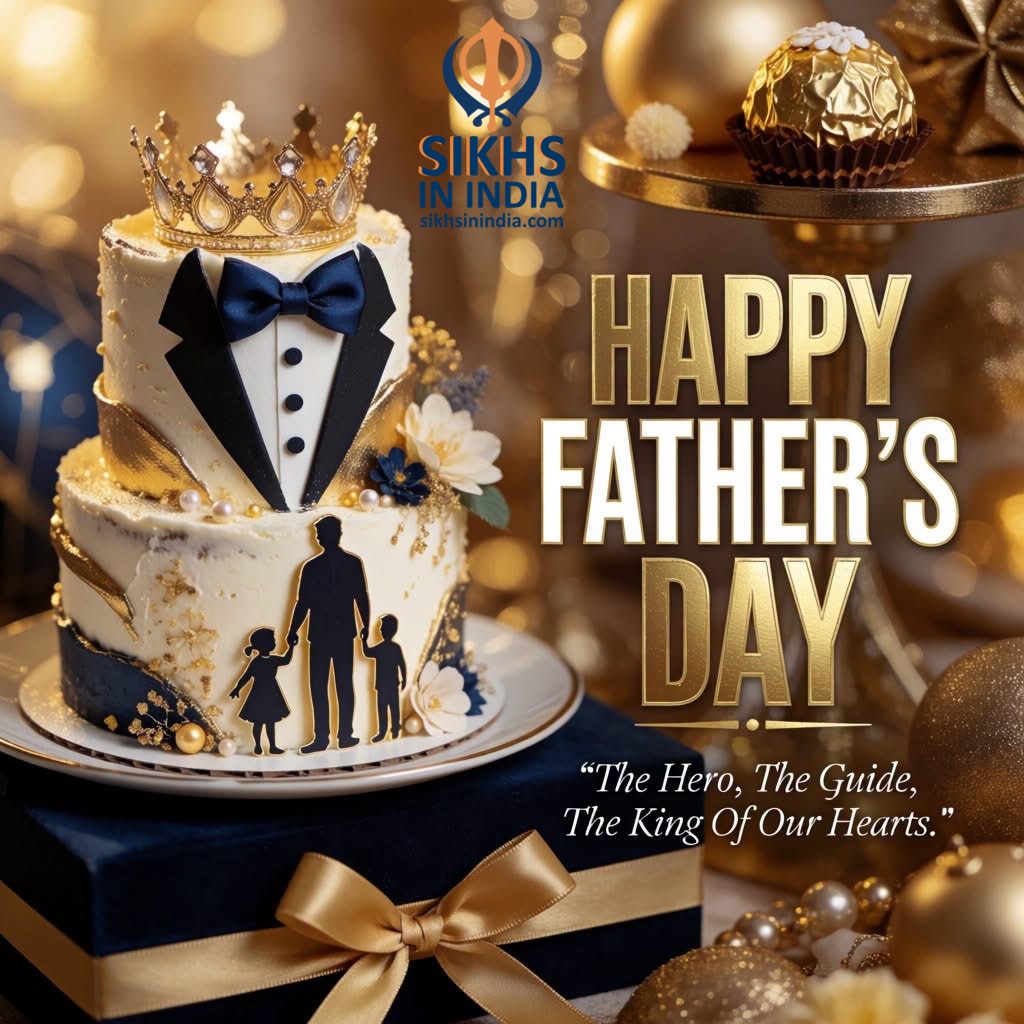 SIKHS
IN INDIA
sikhsinindia.com
HAPPY
FATHER'S
DAY
“The Hero, The Guide,
The King Of Our Hearts.”